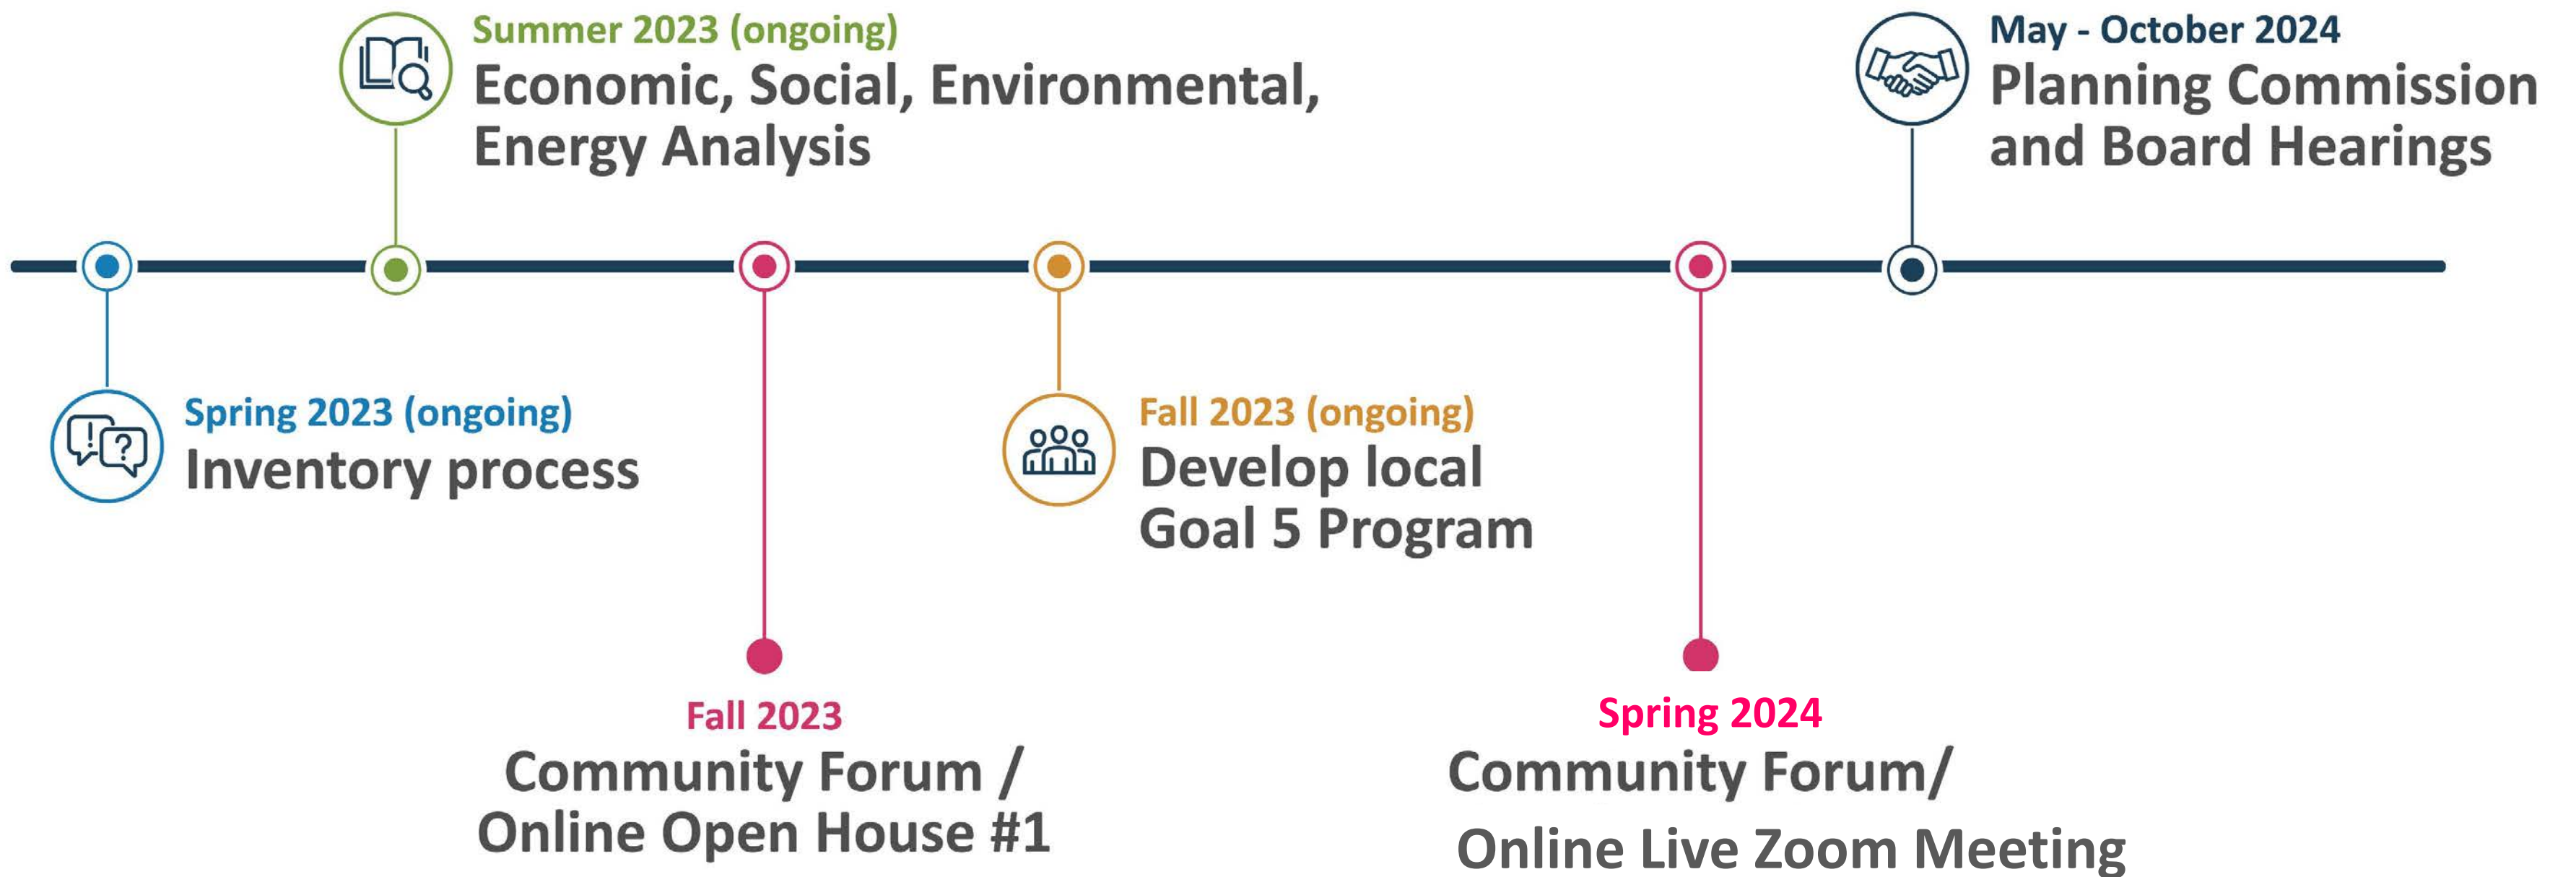 Summer 2023 (ongoing)
Economic, Social, Environmental,
Energy Analysis
May - October 2024
Planning Commission
and Board Hearings
! ?
Spring 2023 (ongoing)
Inventory process
Fall 2023 (ongoing)
Develop local
Goal 5 Program
Fall 2023
Community Forum /
Online Open House #1
Spring 2024
Community Forum/
Online Live Zoom Meeting